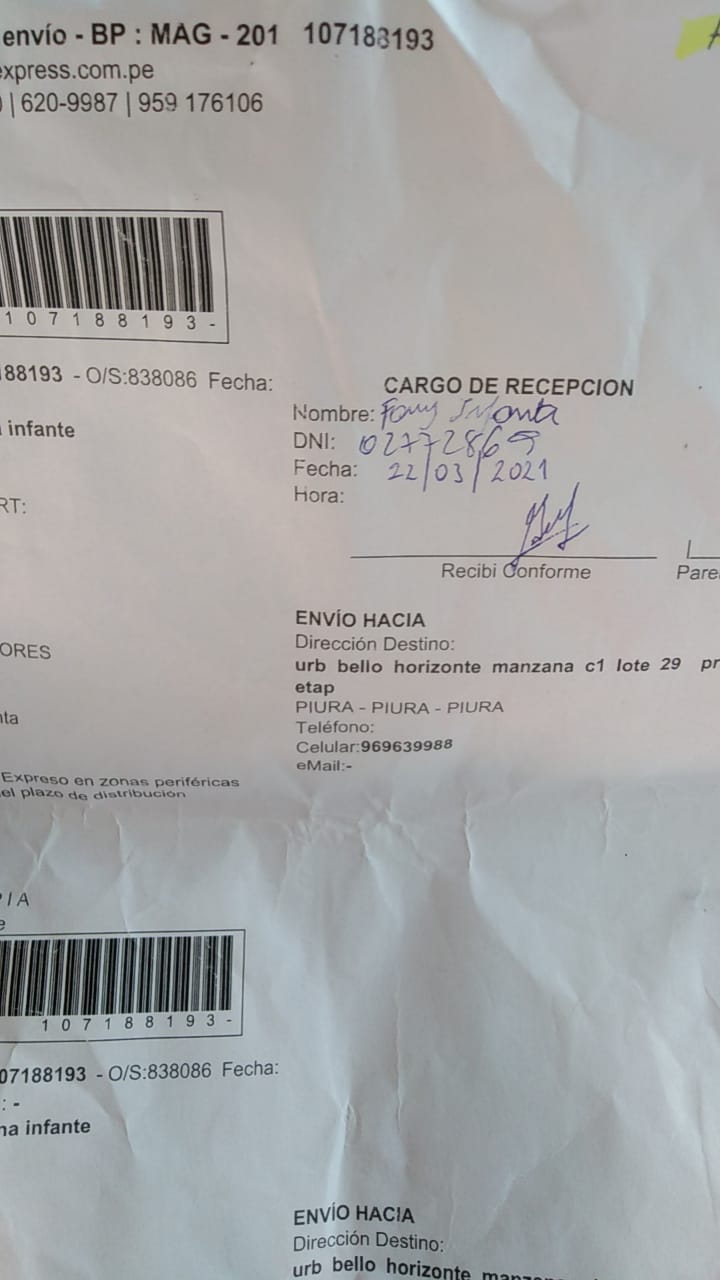 envío - BP : MAG - 201 107188193
express.com.pe
| 620-9987 | 959 176106
107188193-
188193 - O/S:838086 Fecha:
infante
RT:
ORES
nta
Expreso en zonas periféricas
el plazo de distribución
CARGO DE RECEPCION
Nombre: Fany Infante
DNI: 02772869
Fecha: 22/03/2021
Hora:
Recibi Conforme
Pare
ENVÍO HACIA
Dirección Destino:
urb bello horizonte manzana c1 lote 29 pr
etap
PIURA - PIURA - PIURA
Teléfono:
Celular:969639988
eMail:-
PIA
e
107188193-
07188193 - O/S:838086 Fecha:
: -
na infante
ENVÍO HACIA
Dirección Destino:
urb bello horizonte